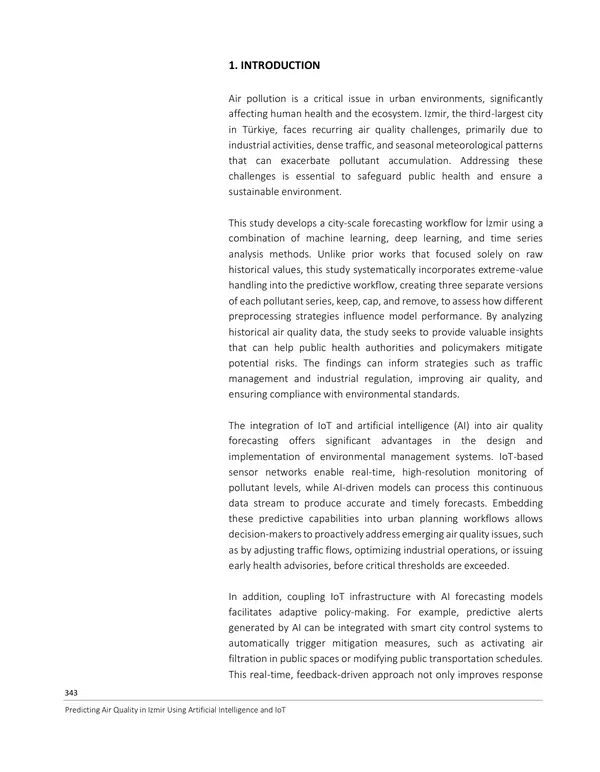 1. INTRODUCTION
Air pollution is a critical issue in urban environments, significantly
affecting human health and the ecosystem. Izmir, the third-largest city
in Türkiye, faces recurring air quality challenges, primarily due to
industrial activities, dense traffic, and seasonal meteorological patterns
that can exacerbate pollutant accumulation. Addressing these
challenges is essential to safeguard public health and ensure a
sustainable environment.
This study develops a city-scale forecasting workflow for İzmir using a
combination of machine learning, deep learning, and time series
analysis methods. Unlike prior works that focused solely on raw
historical values, this study systematically incorporates extreme-value
handling into the predictive workflow, creating three separate versions
of each pollutant series, keep, cap, and remove, to assess how different
preprocessing strategies influence model performance. By analyzing
historical air quality data, the study seeks to provide valuable insights
that can help public health authorities and policymakers mitigate
potential risks. The findings can inform strategies such as traffic
management and industrial regulation, improving air quality, and
ensuring compliance with environmental standards.
The integration of IoT and artificial intelligence (AI) into air quality
forecasting offers significant advantages in the design and
implementation of environmental management systems. IoT-based
sensor networks enable real-time, high-resolution monitoring of
pollutant levels, while AI-driven models can process this continuous
data stream to produce accurate and timely forecasts. Embedding
these predictive capabilities into urban planning workflows allows
decision-makers to proactively address emerging air quality issues, such
as by adjusting traffic flows, optimizing industrial operations, or issuing
early health advisories, before critical thresholds are exceeded.
In addition, coupling IoT infrastructure with AI forecasting models
facilitates adaptive policy-making. For example, predictive alerts
generated by AI can be integrated with smart city control systems to
automatically trigger mitigation measures, such as activating air
filtration in public spaces or modifying public transportation schedules.
This real-time, feedback-driven approach not only improves response
343
Predicting Air Quality in Izmir Using Artificial Intelligence and IoT